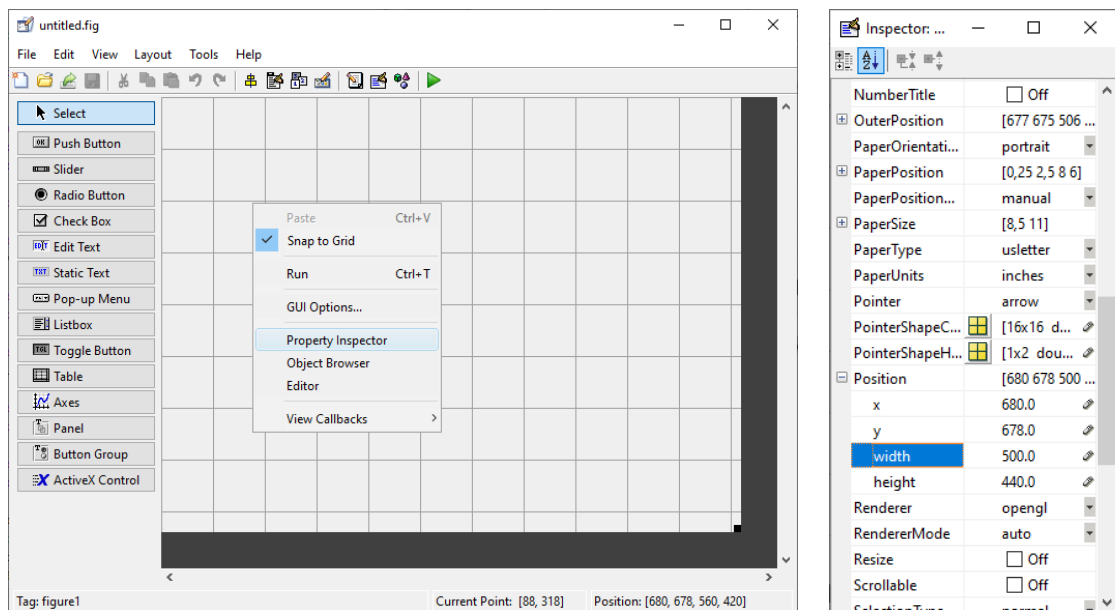 untitled.fig
File Edit View Layout Tools Help
Select
Push Button
Slider
Radio Button
Check Box
Edit Text
Static Text
Pop-up Menu
Listbox
Toggle Button
Table
Axes
Panel
Button Group
ActiveX Control
Paste Ctrl+V
Snap to Grid
Run Ctrl+T
GUI Options...
Property Inspector
Object Browser
Editor
View Callbacks
Tag: figure1 Current Point: [88, 318] Position: [680, 678, 560, 420]
Inspector: ...
NumberTitle Off
OuterPosition [677 675 506 ...
PaperOrientati... portrait
PaperPosition [0,25 2,5 8 6]
PaperPosition... manual
PaperSize [8,5 11]
PaperType usletter
PaperUnits inches
Pointer arrow
PointerShapeC... [16x16 d...
PointerShapeH... [1x2 dou...
Position [680 678 500 ...
x 680.0
y 678.0
width 500.0
height 440.0
Renderer opengl
RendererMode auto
Resize Off
Scrollable Off
SelectionType normal